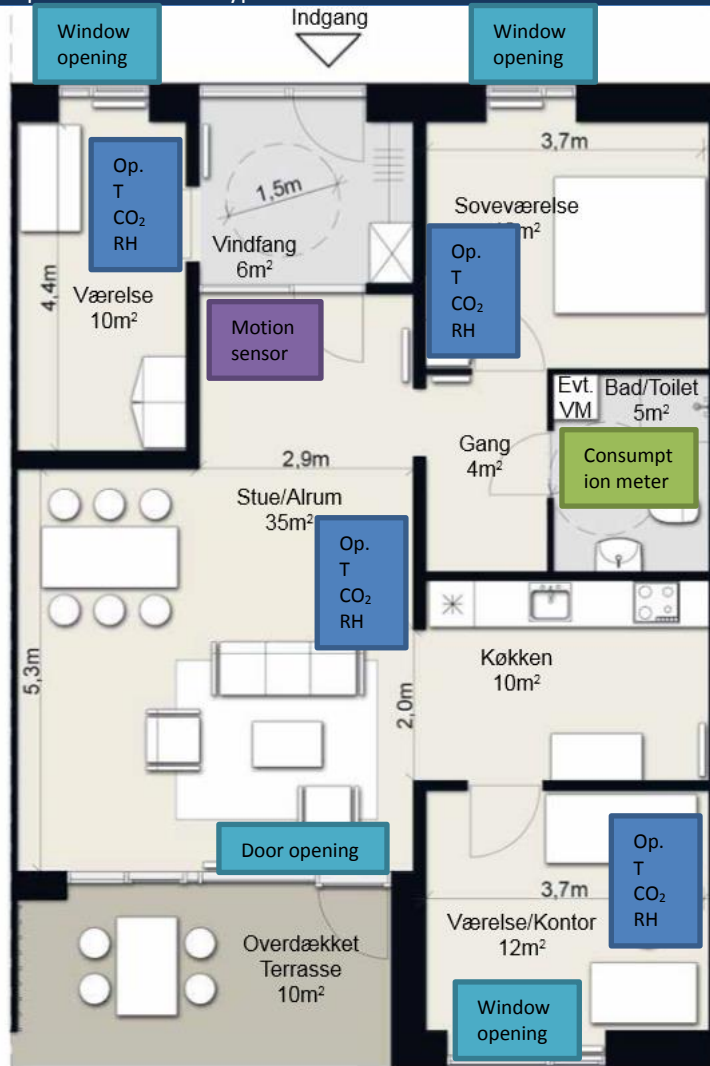 Indgang
Window
opening
Window
opening
3,7m
Op.
T
CO₂
RH
1,5m
Soveværelse
m²
Vindfang
6m²
Op.
T
CO₂
RH
4,4m
Værelse
10m²
Motion
sensor
Evt.
VM
Bad/Toilet
5m²
Gang
4m²
Consumpt
ion meter
2,9m
Stue/Alrum
35m²
Op.
T
CO₂
RH
5,3m
Køkken
10m²
2,0m
Door opening
Op.
T
CO₂
RH
3,7m
Værelse/Kontor
12m²
Overdækket
Terrasse
10m²
Window
opening